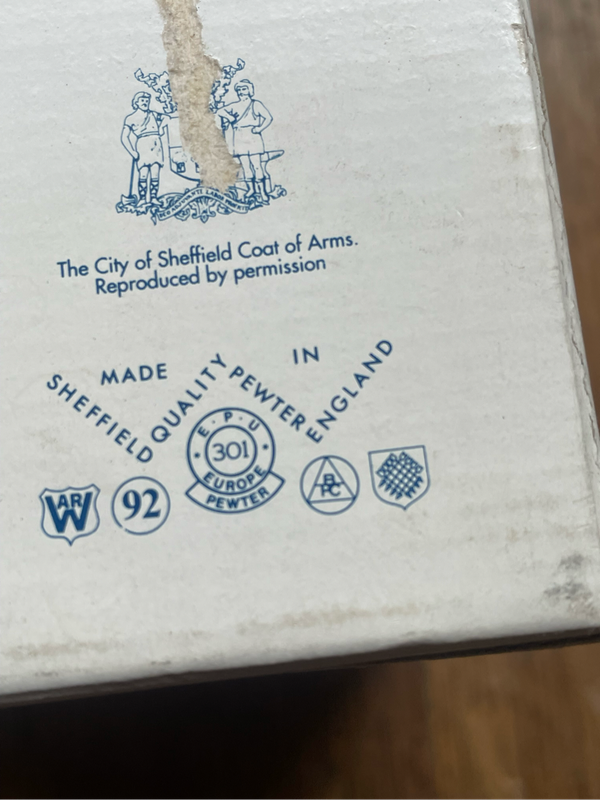 The City of Sheffield Coat of Arms.
Reproduced by permission
MADE IN
SHEFFIELD QUALITY PEWTER ENGLAND
ARW
92
E·P·U
301
EUROPE
PEWTER
ABPC